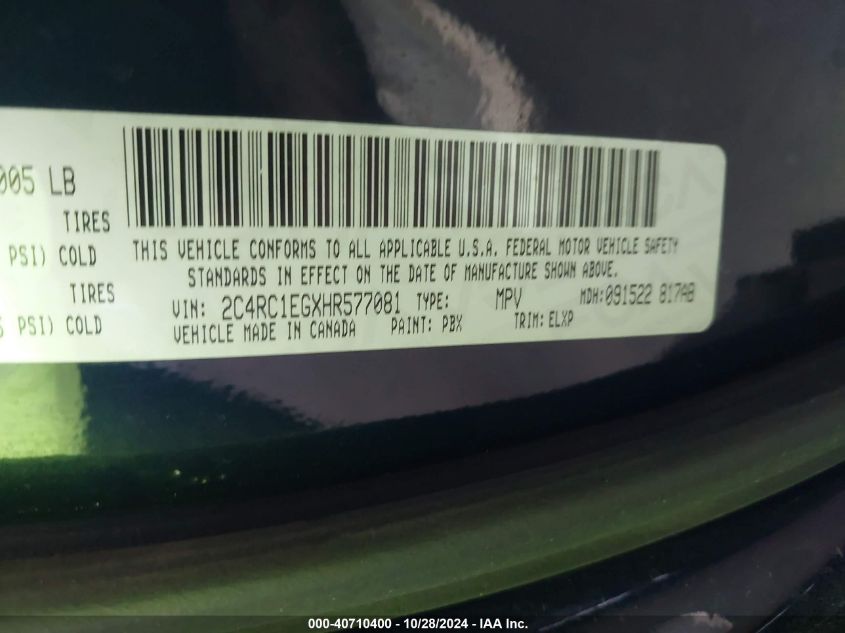 005 LB
TIRES
PSI) COLD
TIRES
PSI) COLD
THIS VEHICLE CONFORMS TO ALL APPLICABLE U.S.A. FEDERAL MOTOR VEHICLE SAFETY
STANDARDS IN EFFECT ON THE DATE OF MANUFACTURE SHOWN ABOVE.
VIN: 2C4RC1EGXHR577081 TYPE: MPV MDH:091522 817AB
VEHICLE MADE IN CANADA PAINT: PBX TRIM: ELXP
000-40710400 - 10/28/2024 - IAA Inc.